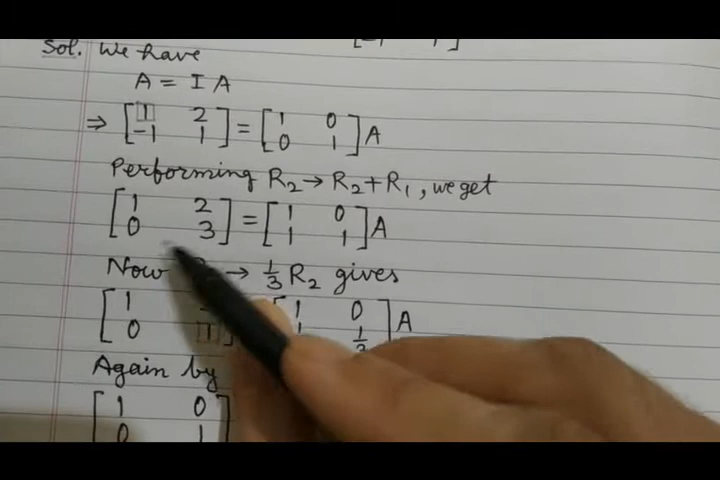 Sol. We have
A = I A
⇒ [1 2; -1 1] = [1 0; 0 1] A
Performing R₂ → R₂ + R₁, we get
[1 2; 0 3] = [1 0; 1 1] A
Now → 1/3 R₂ gives
[1; 0 1] [1 0; 1/3] A
Again by
[1 0; 0 1]